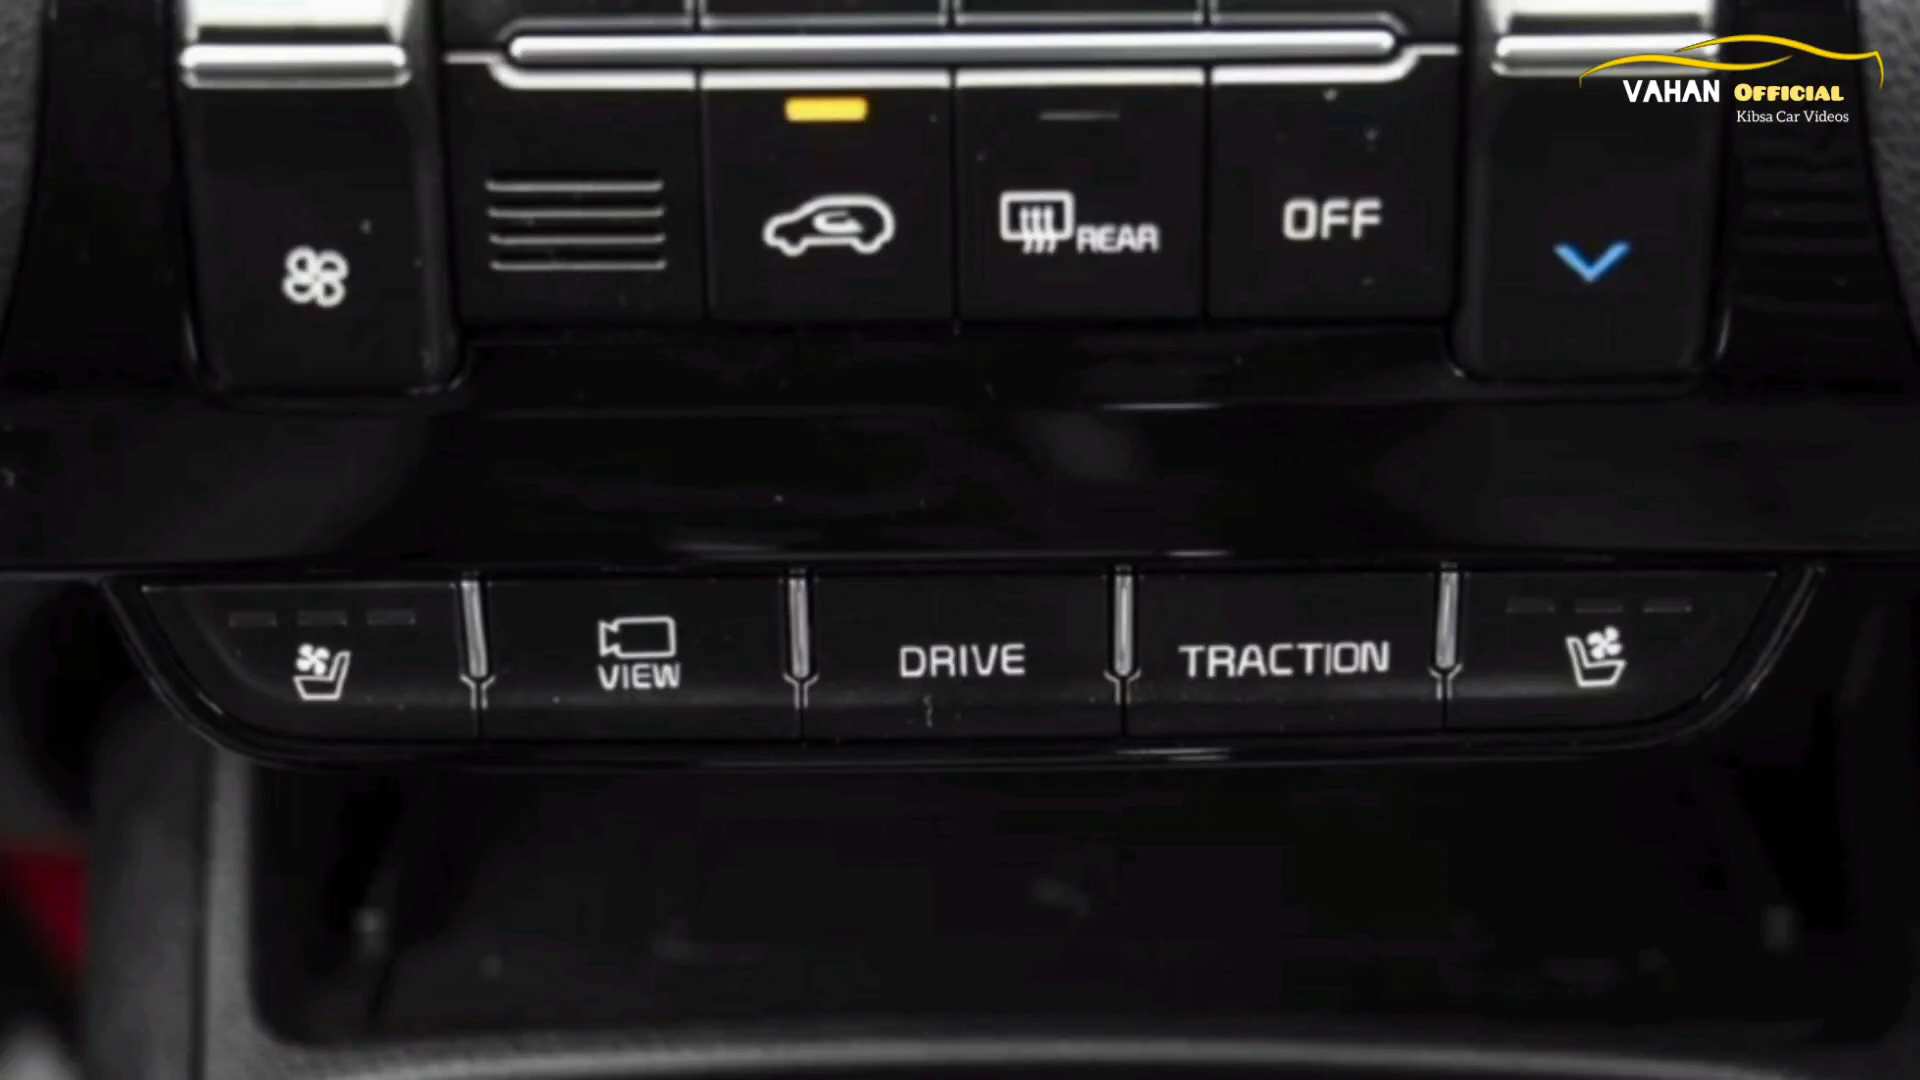 VAHAN OFFICIAL
Kibsa Car Videos
REAR
OFF
VIEW
DRIVE
TRACTION